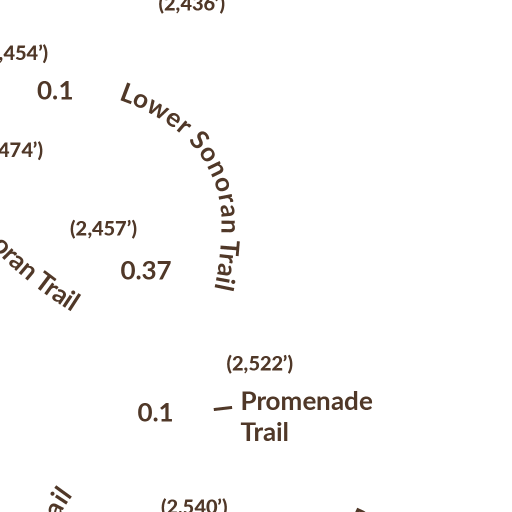 (2,436’)
,454’)
0.1
Lower Sonoran Trail
474’)
(2,457’)
oran Trail
0.37
(2,522’)
0.1
Promenade
Trail
ail
(2,540’)